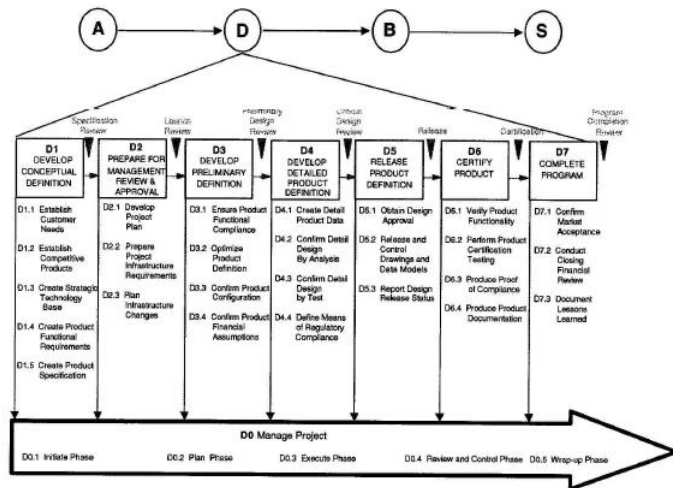 A
D
B
S
Specification
Review
Launch
Review
Preliminary
Design
Review
Critical
Design
Review
Release
Certification
Program
Completion
Review
D1
DEVELOP
CONCEPTUAL
DEFINITION
D2
PREPARE FOR
MANAGEMENT
REVIEW &
APPROVAL
D3
DEVELOP
PRELIMINARY
DEFINITION
D4
DEVELOP
DETAILED
PRODUCT
DEFINITION
D5
RELEASE
PRODUCT
DEFINITION
D6
CERTIFY
PRODUCT
D7
COMPLETE
PROGRAM
D1.1 Establish
Customer
Needs
D1.2 Establish
Competitive
Products
D1.3 Create Strategic
Technology
Base
D1.4 Create Product
Functional
Requirements
D1.5 Create Product
Specification
D2.1 Develop
Project
Plan
D2.2 Prepare
Project
Infrastructure
Requirements
D2.3 Plan
Infrastructure
Changes
D3.1 Ensure Product
Functional
Compliance
D3.2 Optimize
Product
Definition
D3.3 Confirm Product
Configuration
D3.4 Confirm Product
Financial
Assumptions
D4.1 Create Detail
Product Data
D4.2 Confirm Detail
Design
By Analysis
D4.3 Confirm Detail
Design
by Test
D4.4 Define Means
of Regulatory
Compliance
D5.1 Obtain Design
Approval
D5.2 Release and
Control
Drawings and
Data Models
D5.3 Report Design
Release Status
D6.1 Verify Product
Functionality
D6.2 Perform Product
Certification
Testing
D6.3 Produce Proof
of Compliance
D6.4 Produce Product
Documentation
D7.1 Confirm
Market
Acceptance
D7.2 Conduct
Closing
Financial
Review
D7.3 Document
Lessons
Learned
D0 Manage Project
D0.1 Initiate Phase
D0.2 Plan Phase
D0.3 Execute Phase
D0.4 Review and Control Phase
D0.5 Wrap-up Phase